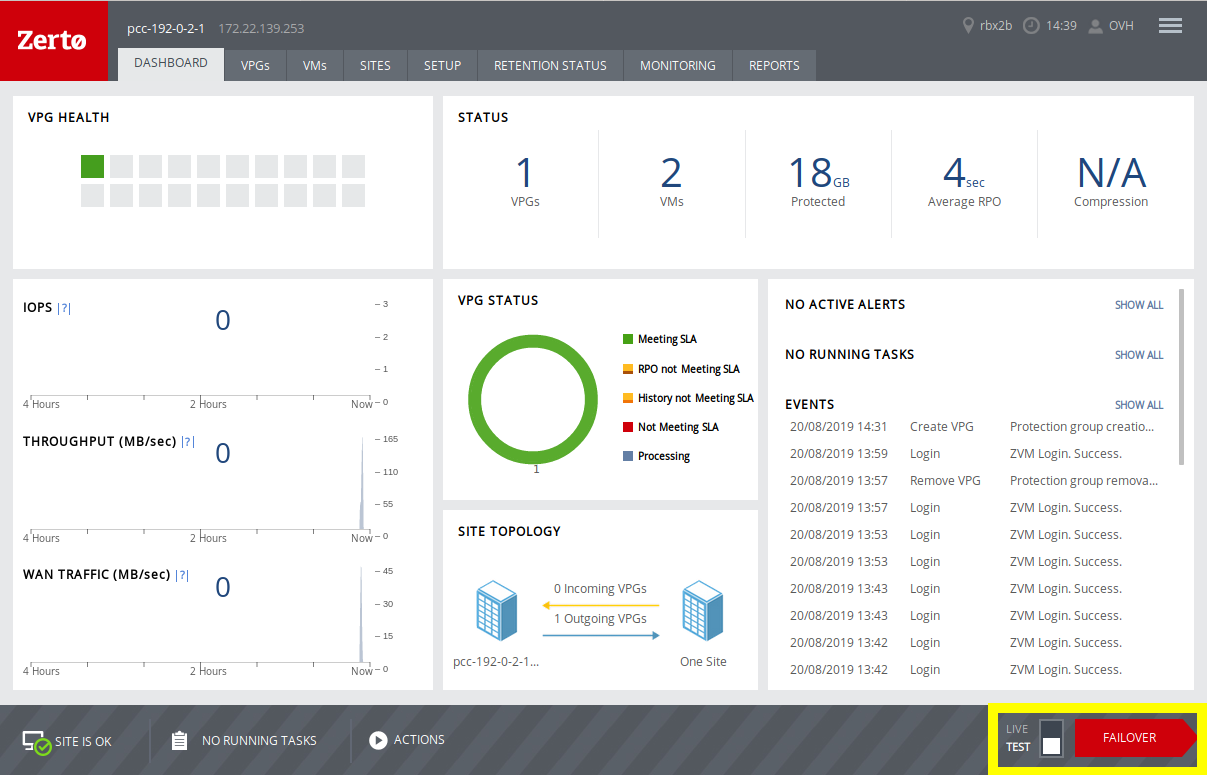 Zerto
pcc-192-0-2-1 172.22.139.253
rbx2b 14:39 OVH
DASHBOARD VPGs VMs SITES SETUP RETENTION STATUS MONITORING REPORTS
VPG HEALTH
STATUS
1
VPGs
2
VMs
18GB
Protected
4sec
Average RPO
N/A
Compression
IOPS |?|
0
3
2
1
0
4 Hours 2 Hours Now
THROUGHPUT (MB/sec) |?|
0
165
110
55
0
4 Hours 2 Hours Now
WAN TRAFFIC (MB/sec) |?|
0
45
30
15
0
4 Hours 2 Hours Now
VPG STATUS
1
Meeting SLA
RPO not Meeting SLA
History not Meeting SLA
Not Meeting SLA
Processing
SITE TOPOLOGY
0 Incoming VPGs
1 Outgoing VPGs
pcc-192-0-2-1... One Site
NO ACTIVE ALERTS SHOW ALL
NO RUNNING TASKS SHOW ALL
EVENTS SHOW ALL
20/08/2019 14:31 Create VPG Protection group creatio...
20/08/2019 13:59 Login ZVM Login. Success.
20/08/2019 13:57 Remove VPG Protection group remova...
20/08/2019 13:57 Login ZVM Login. Success.
20/08/2019 13:53 Login ZVM Login. Success.
20/08/2019 13:53 Login ZVM Login. Success.
20/08/2019 13:43 Login ZVM Login. Success.
20/08/2019 13:43 Login ZVM Login. Success.
20/08/2019 13:42 Login ZVM Login. Success.
20/08/2019 13:42 Login ZVM Login. Success.
SITE IS OK NO RUNNING TASKS ACTIONS
LIVE
TEST
FAILOVER